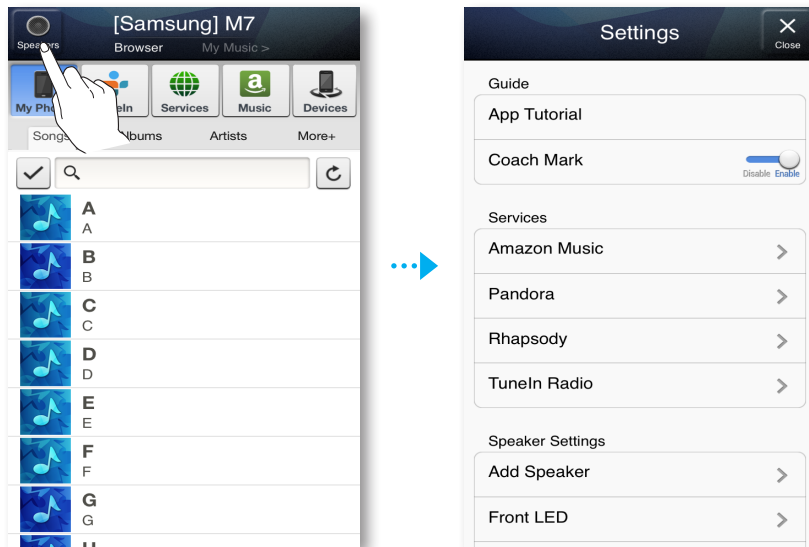 [Samsung] M7
Speakers
Browser My Music >
My Pho
eIn
Services
Music
Devices
Songs
lbums
Artists
More+
A
A
B
B
C
C
D
D
E
E
F
F
G
G
Settings
Close
Guide
App Tutorial
Coach Mark
Disable Enable
Services
Amazon Music
Pandora
Rhapsody
TuneIn Radio
Speaker Settings
Add Speaker
Front LED